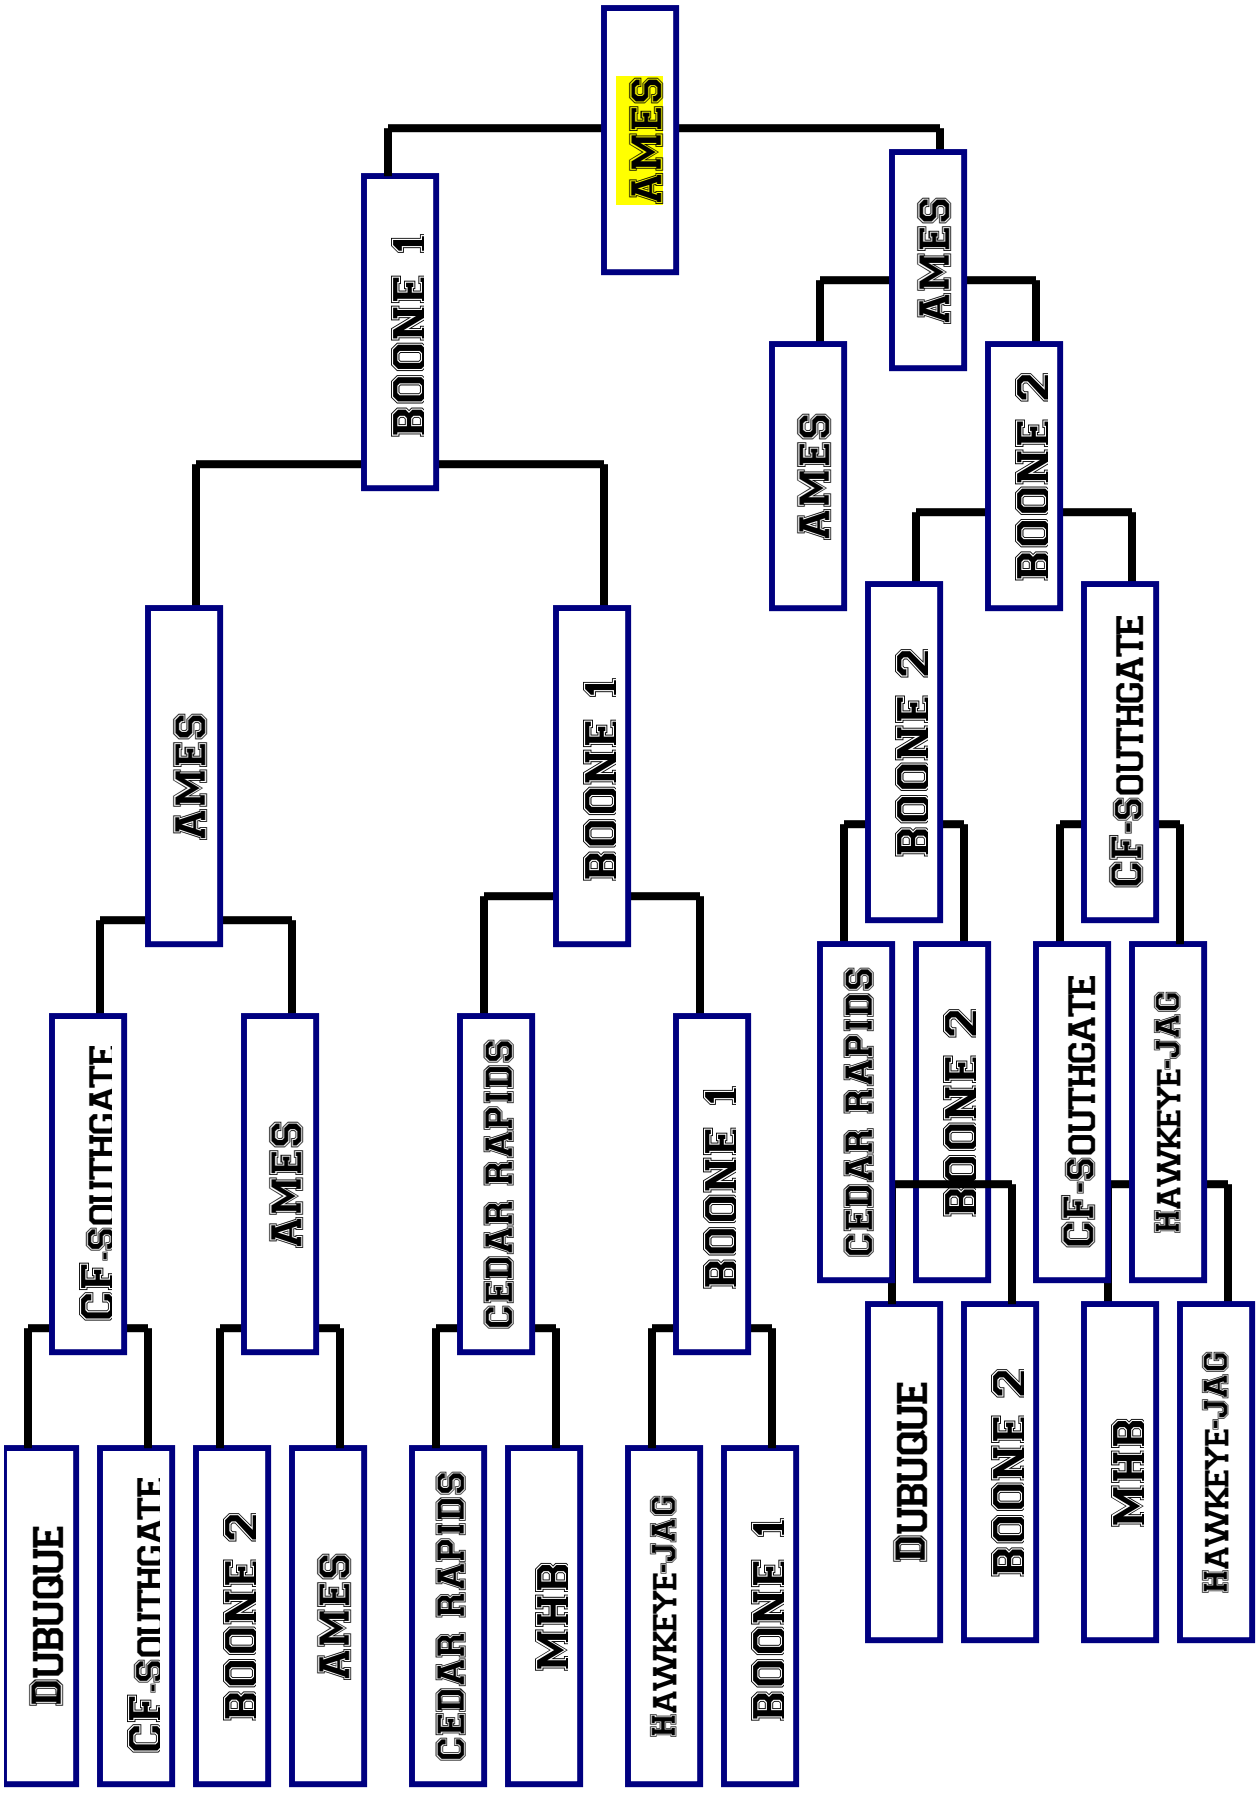 AMES
BOONE 1
AMES
AMES
BOONE 2
AMES
BOONE 1
BOONE 2
CF-SOUTHGATE
CF-SOUTHGATE
AMES
CEDAR RAPIDS
BOONE 1
CEDAR RAPIDS
BOONE 2
CF-SOUTHGATE
HAWKEYE-JAG
DUBUQUE
CF-SOUTHGATE
BOONE 2
AMES
CEDAR RAPIDS
MHB
HAWKEYE-JAG
BOONE 1
DUBUQUE
BOONE 2
MHB
HAWKEYE-JAG